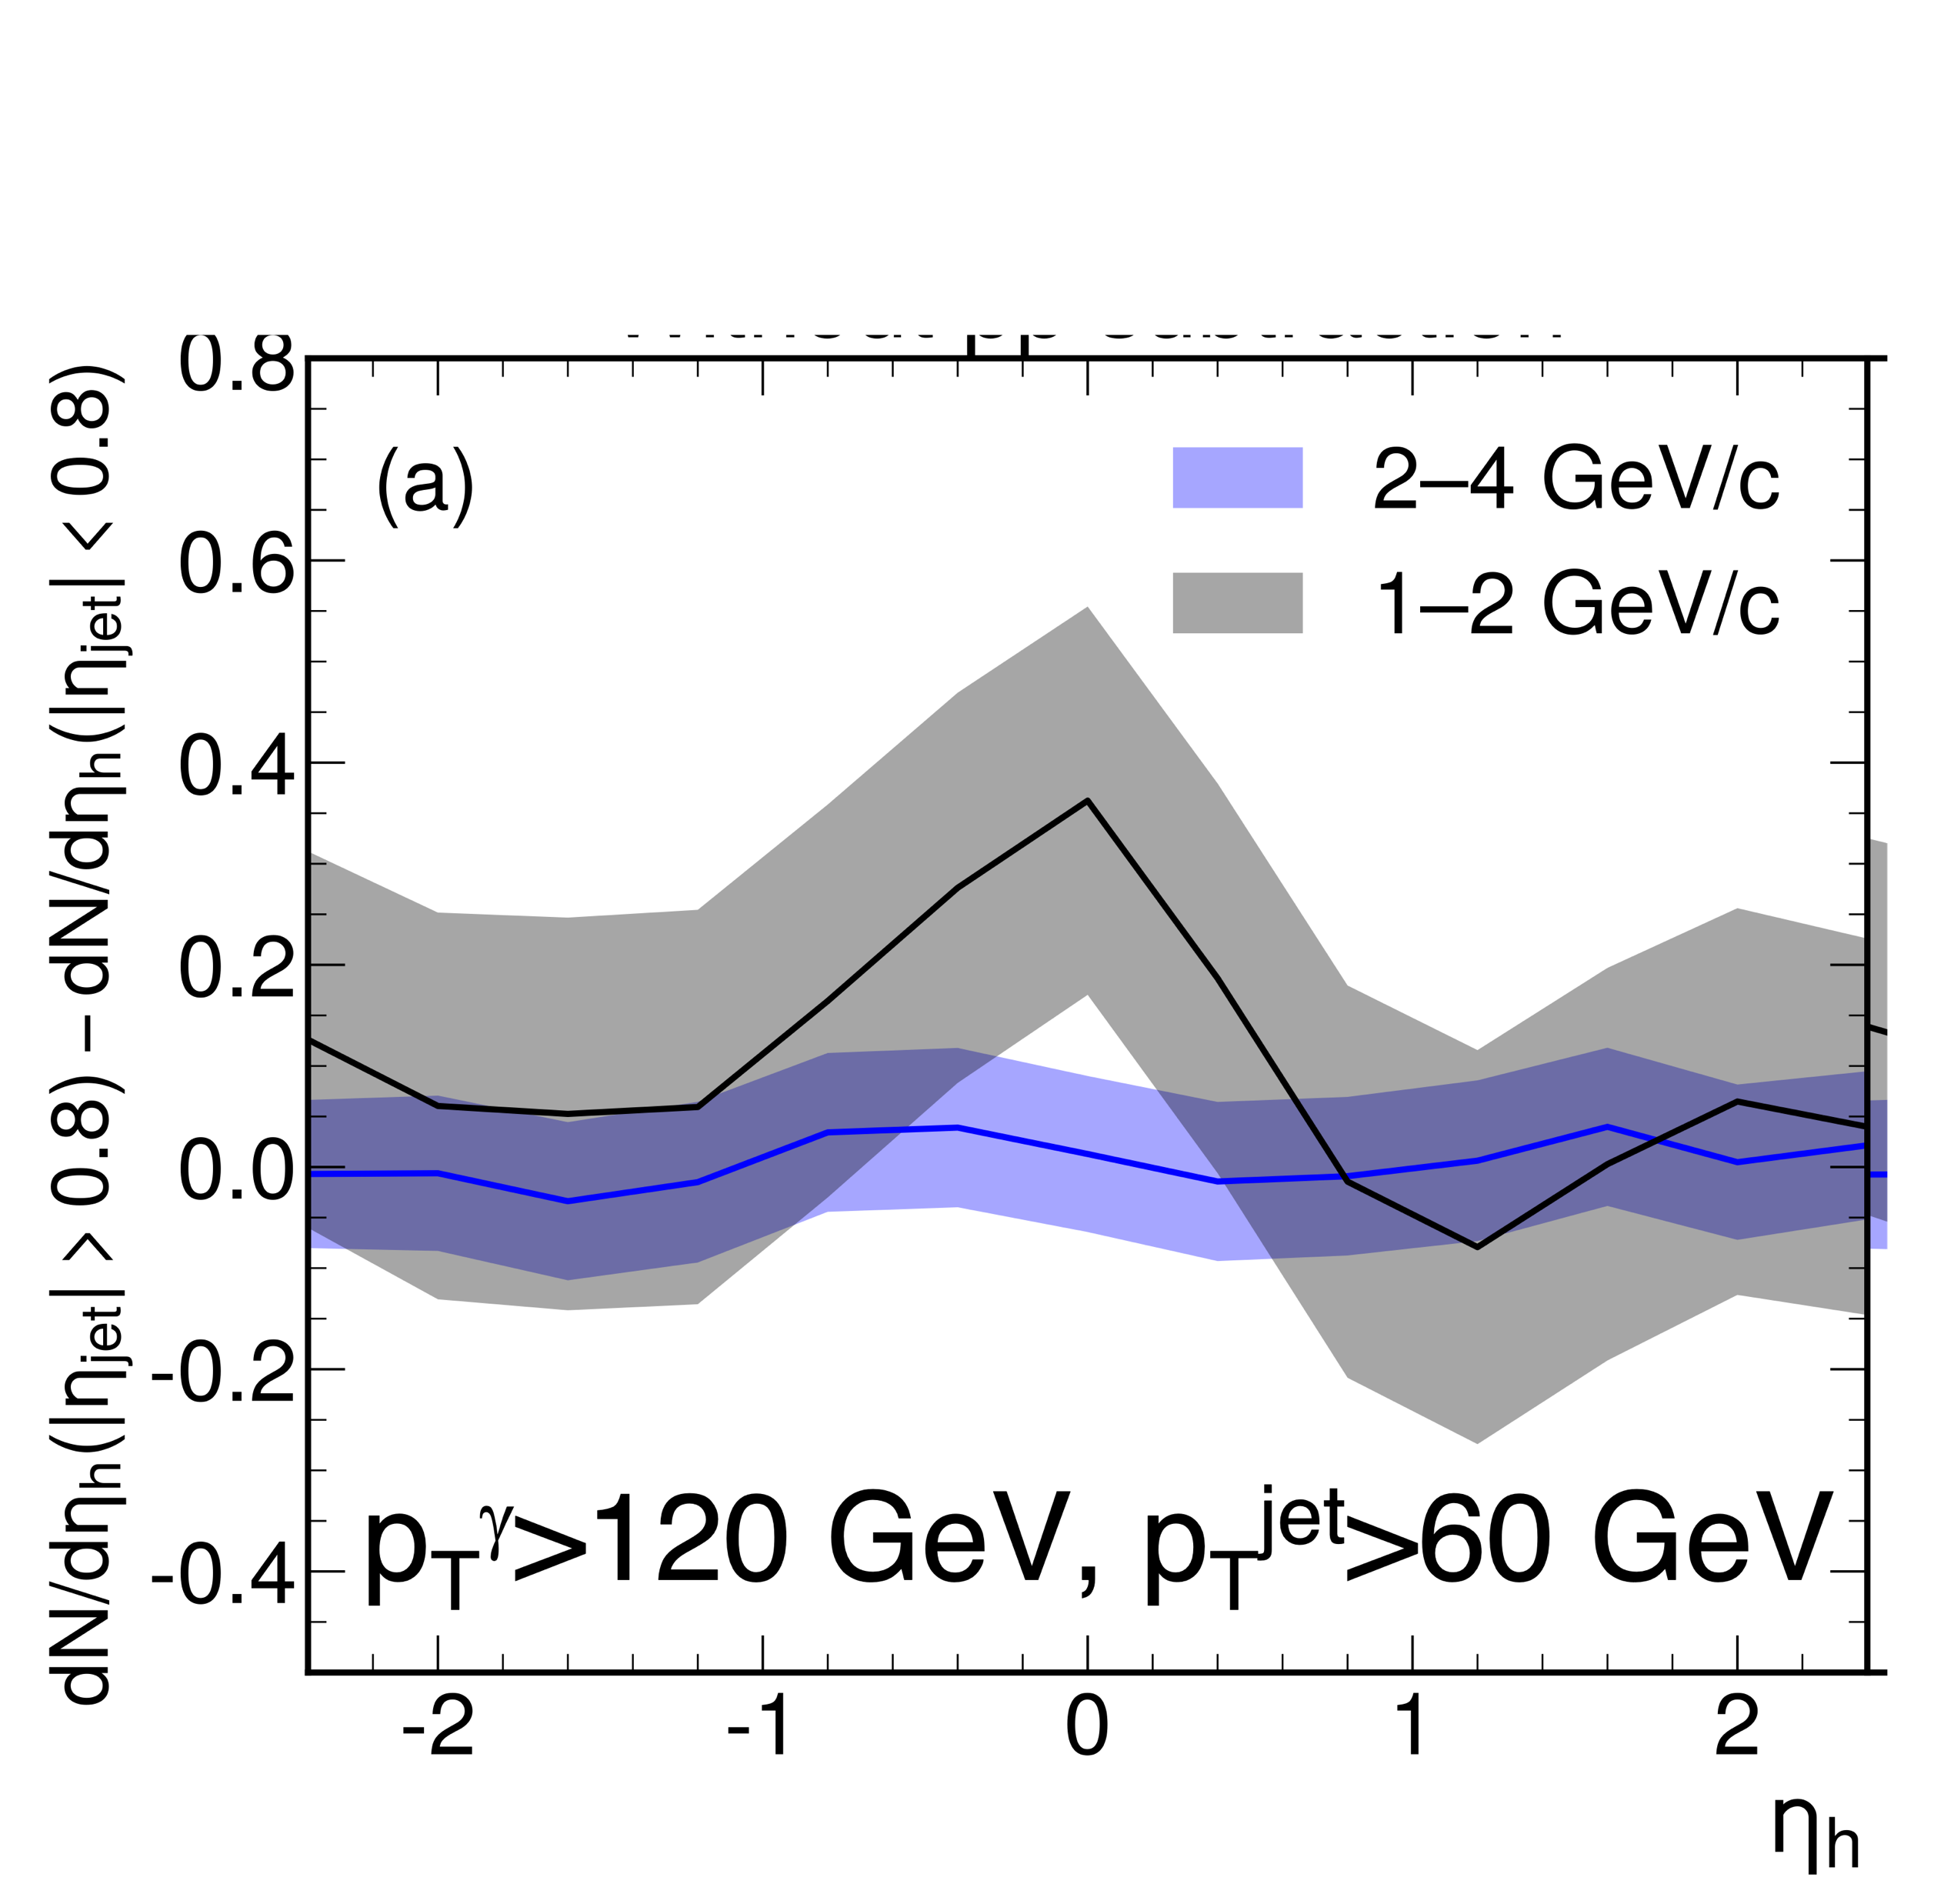 (a)
2–4 GeV/c
1–2 GeV/c
0.8
0.6
0.4
0.2
0.0
-0.2
-0.4
dN/dηh(|ηjet| > 0.8) − dN/dηh(|ηjet| < 0.8)
pTγ>120 GeV, pTjet>60 GeV
-2 -1 0 1 2
ηh